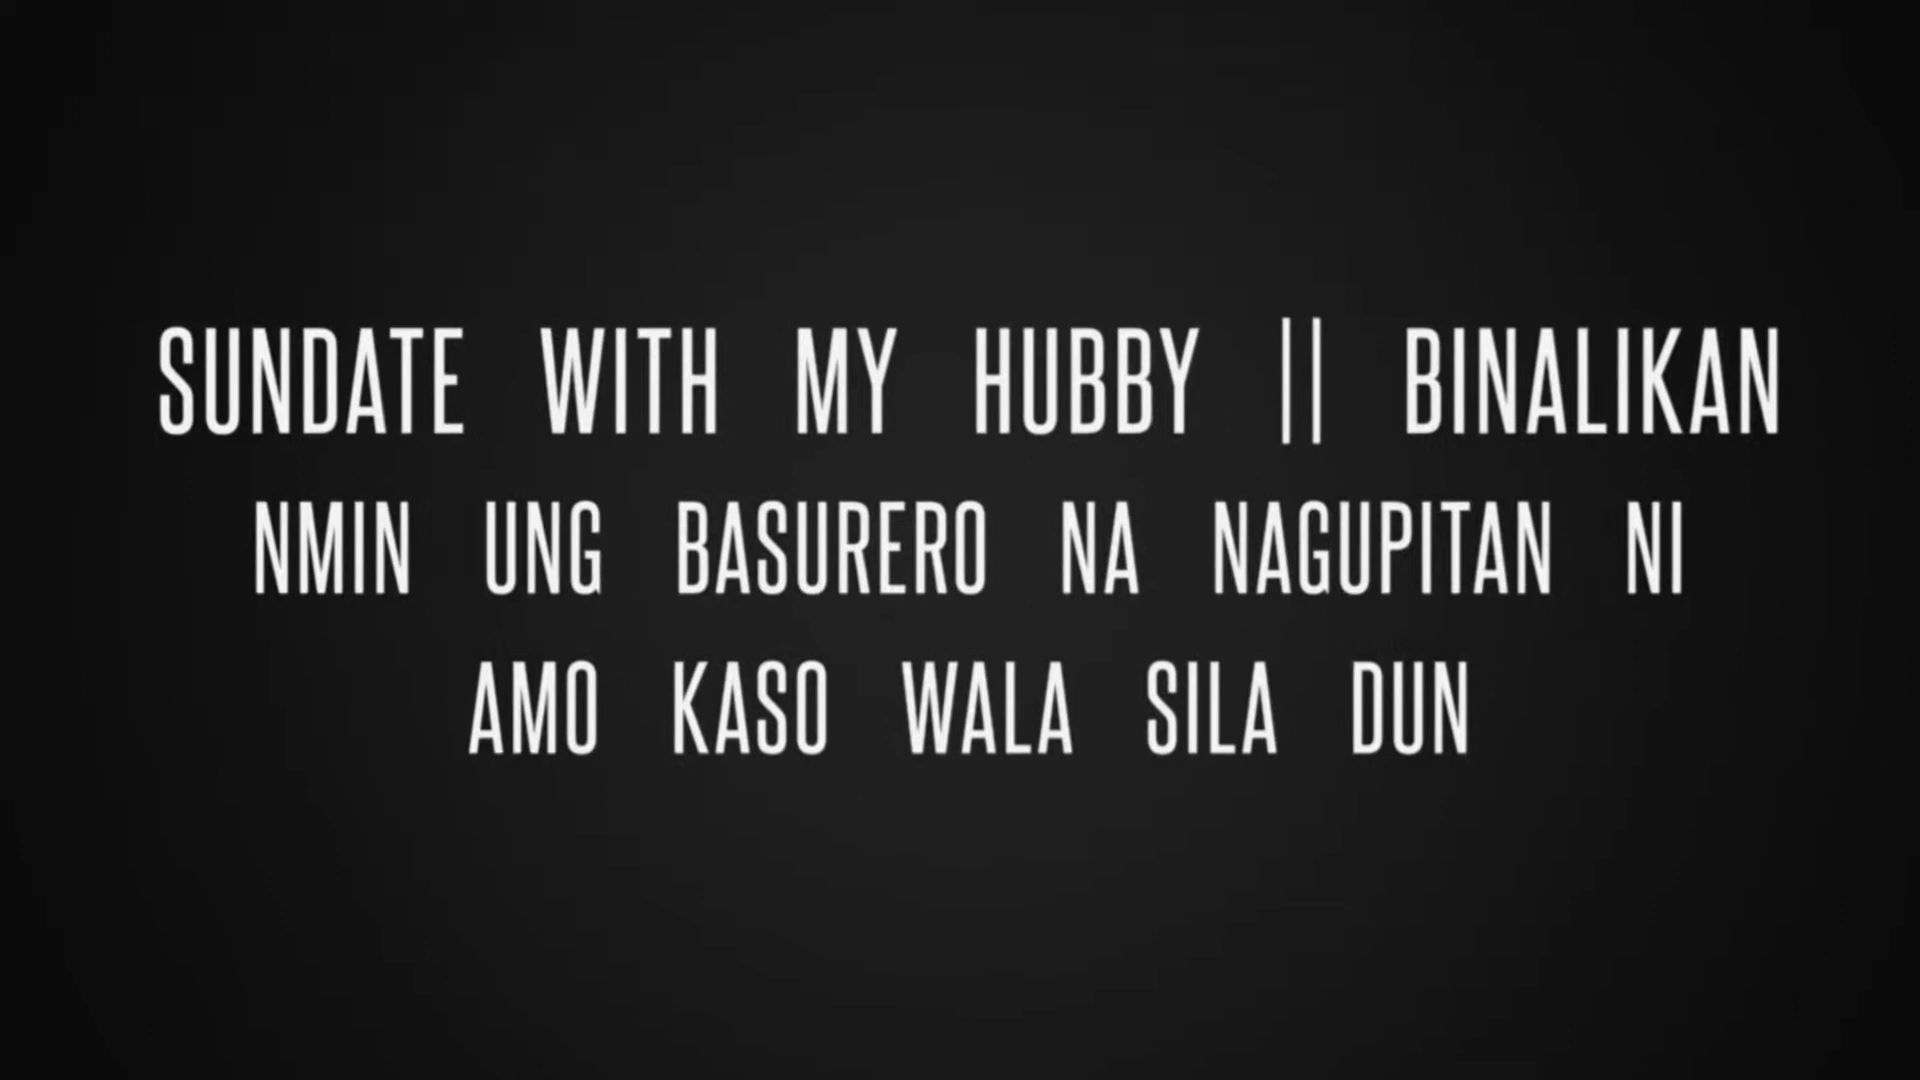 SUNDATE WITH MY HUBBY || BINALIKAN
NMIN UNG BASURERO NA NAGUPITAN NI
AMO KASO WALA SILA DUN